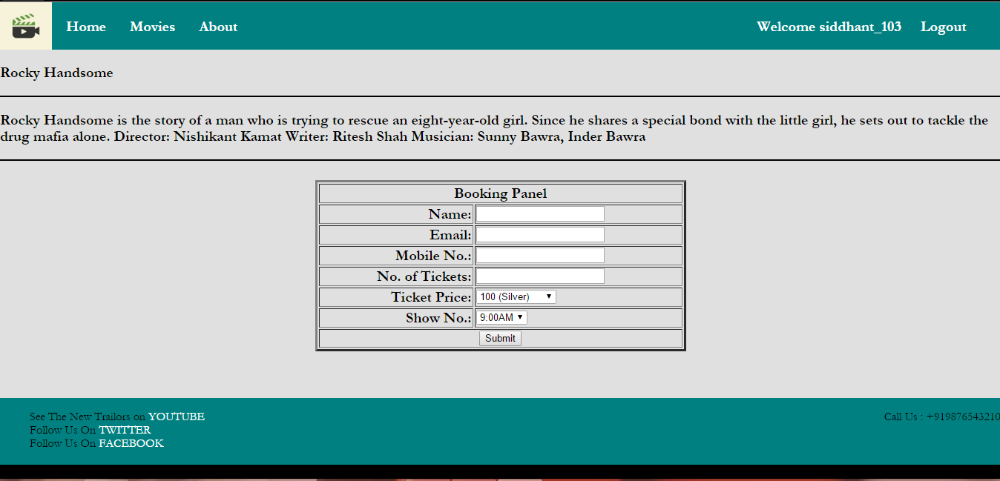 Home Movies About Welcome siddhant_103 Logout
Rocky Handsome
Rocky Handsome is the story of a man who is trying to rescue an eight-year-old girl. Since he shares a special bond with the little girl, he sets out to tackle the
drug mafia alone. Director: Nishikant Kamat Writer: Ritesh Shah Musician: Sunny Bawra, Inder Bawra
Booking Panel
Name:
Email:
Mobile No.:
No. of Tickets:
Ticket Price: 100 (Silver)
Show No.: 9:00AM
Submit
See The New Trailors on YOUTUBE Call Us : +919876543210
Follow Us On TWITTER
Follow Us On FACEBOOK